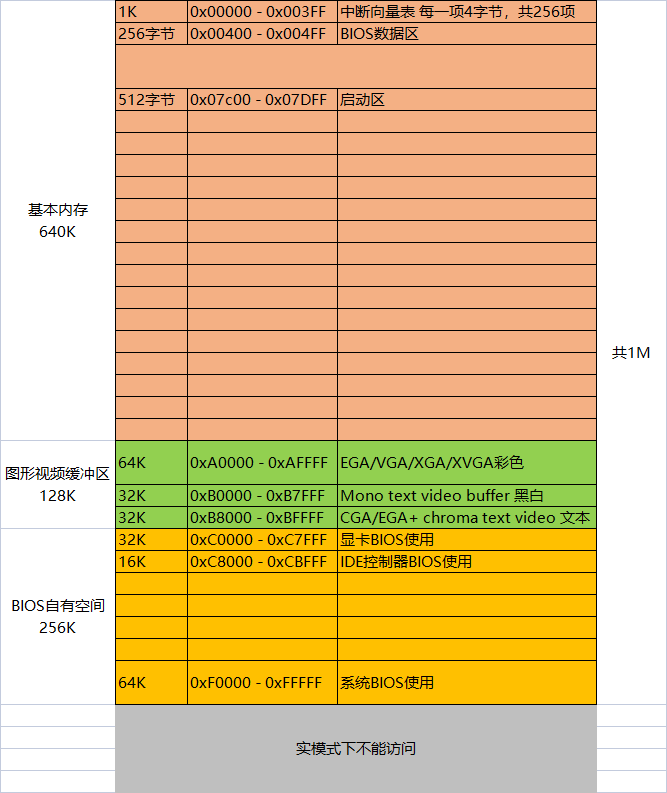 1K 0x00000 - 0x003FF 中断向量表 每一项4字节，共256项
256字节 0x00400 - 0x004FF BIOS数据区
512字节 0x07c00 - 0x07DFF 启动区
基本内存
640K
共1M
图形视频缓冲区
128K
64K 0xA0000 - 0xAFFFF EGA/VGA/XGA/XVGA彩色
32K 0xB0000 - 0xB7FFF Mono text video buffer 黑白
32K 0xB8000 - 0xBFFFF CGA/EGA+ chroma text video 文本
32K 0xC0000 - 0xC7FFF 显卡BIOS使用
16K 0xC8000 - 0xCBFFF IDE控制器BIOS使用
BIOS自有空间
256K
64K 0xF0000 - 0xFFFFF 系统BIOS使用
实模式下不能访问